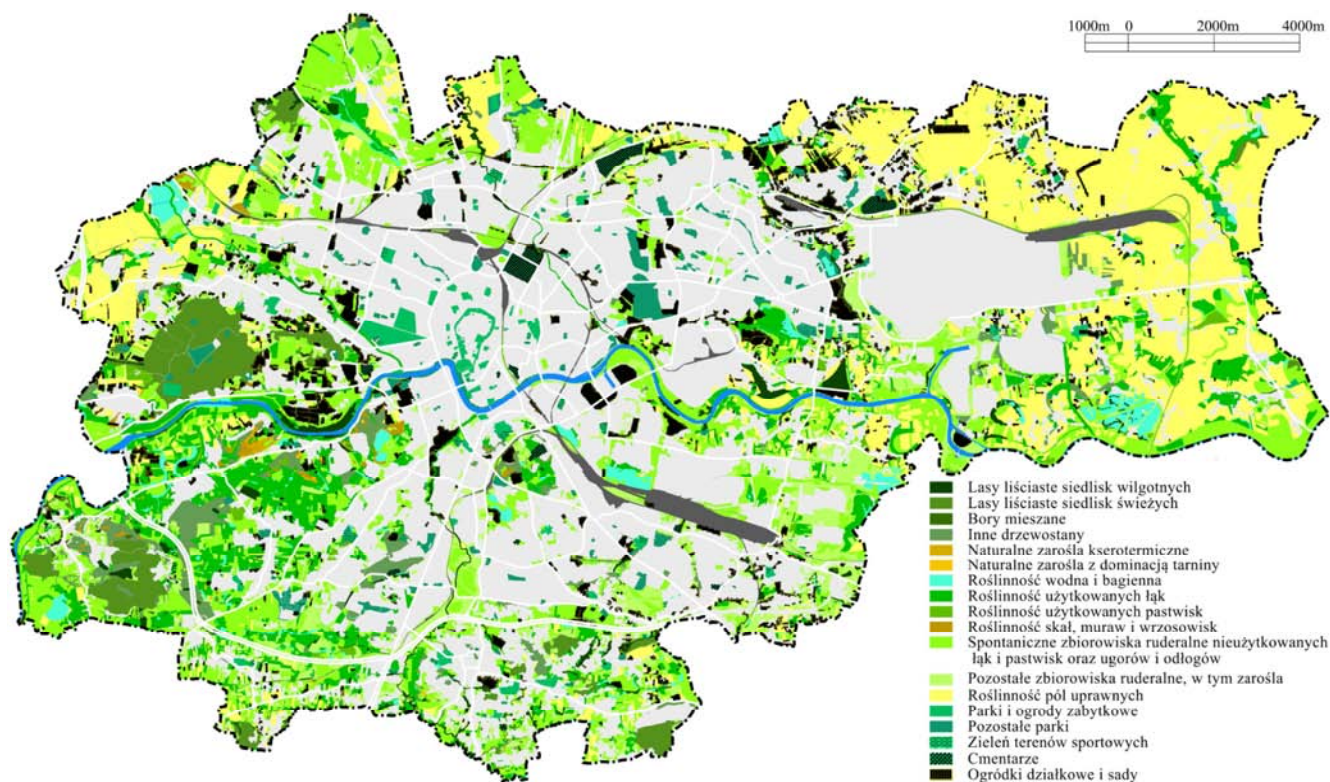 1000m 0 2000m 4000m
Lasy liściaste siedlisk wilgotnych
Lasy liściaste siedlisk świeżych
Bory mieszane
Inne drzewostany
Naturalne zarośla kserotermiczne
Naturalne zarośla z dominacją tarniny
Roślinność wodna i bagienna
Roślinność użytkowanych łąk
Roślinność użytkowanych pastwisk
Roślinność skał, muraw i wrzosowisk
Spontaniczne zbiorowiska ruderalne nieużytkowanych
łąk i pastwisk oraz ugorów i odłogów
Pozostałe zbiorowiska ruderalne, w tym zarośla
Roślinność pól uprawnych
Parki i ogrody zabytkowe
Pozostałe parki
Zieleń terenów sportowych
Cmentarze
Ogródki działkowe i sady